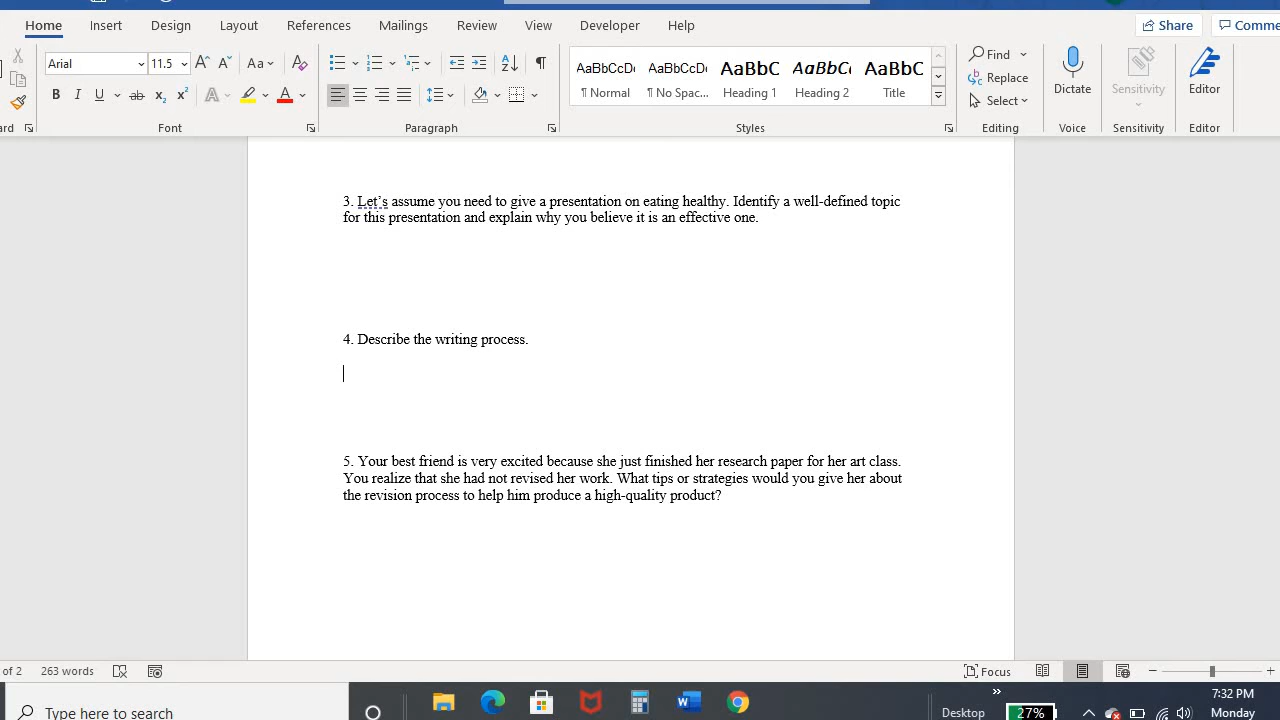 Home Insert Design Layout References Mailings Review View Developer Help Share Comme
Arial 11.5 Aa A Find
Replace
Select
AaBbCcDc AaBbCcDc AaBbC AaBbCc AaBbC
¶ Normal ¶ No Spac... Heading 1 Heading 2 Title
B I U ab x₂ x² A A
Dictate Sensitivity Editor
ard Font Paragraph Styles Editing Voice Sensitivity Editor
3. Let's assume you need to give a presentation on eating healthy. Identify a well-defined topic
for this presentation and explain why you believe it is an effective one.
4. Describe the writing process.
5. Your best friend is very excited because she just finished her research paper for her art class.
You realize that she had not revised her work. What tips or strategies would you give her about
the revision process to help him produce a high-quality product?
of 2 263 words Focus
Type here to search
Desktop 27% 7:32 PM
Monday